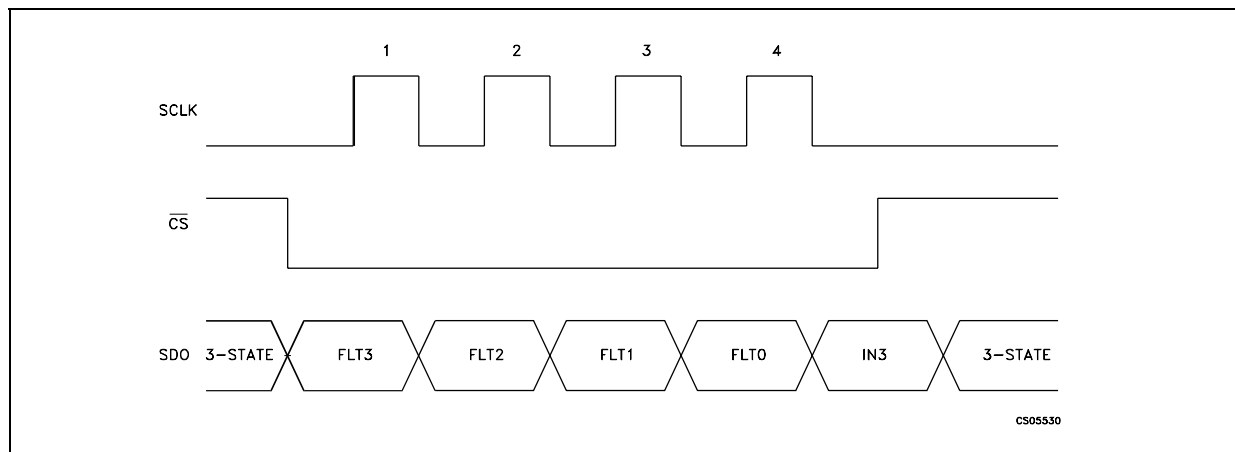 1 2 3 4
SCLK
CS
SDO 3-STATE FLT3 FLT2 FLT1 FLT0 IN3 3-STATE
CS05530